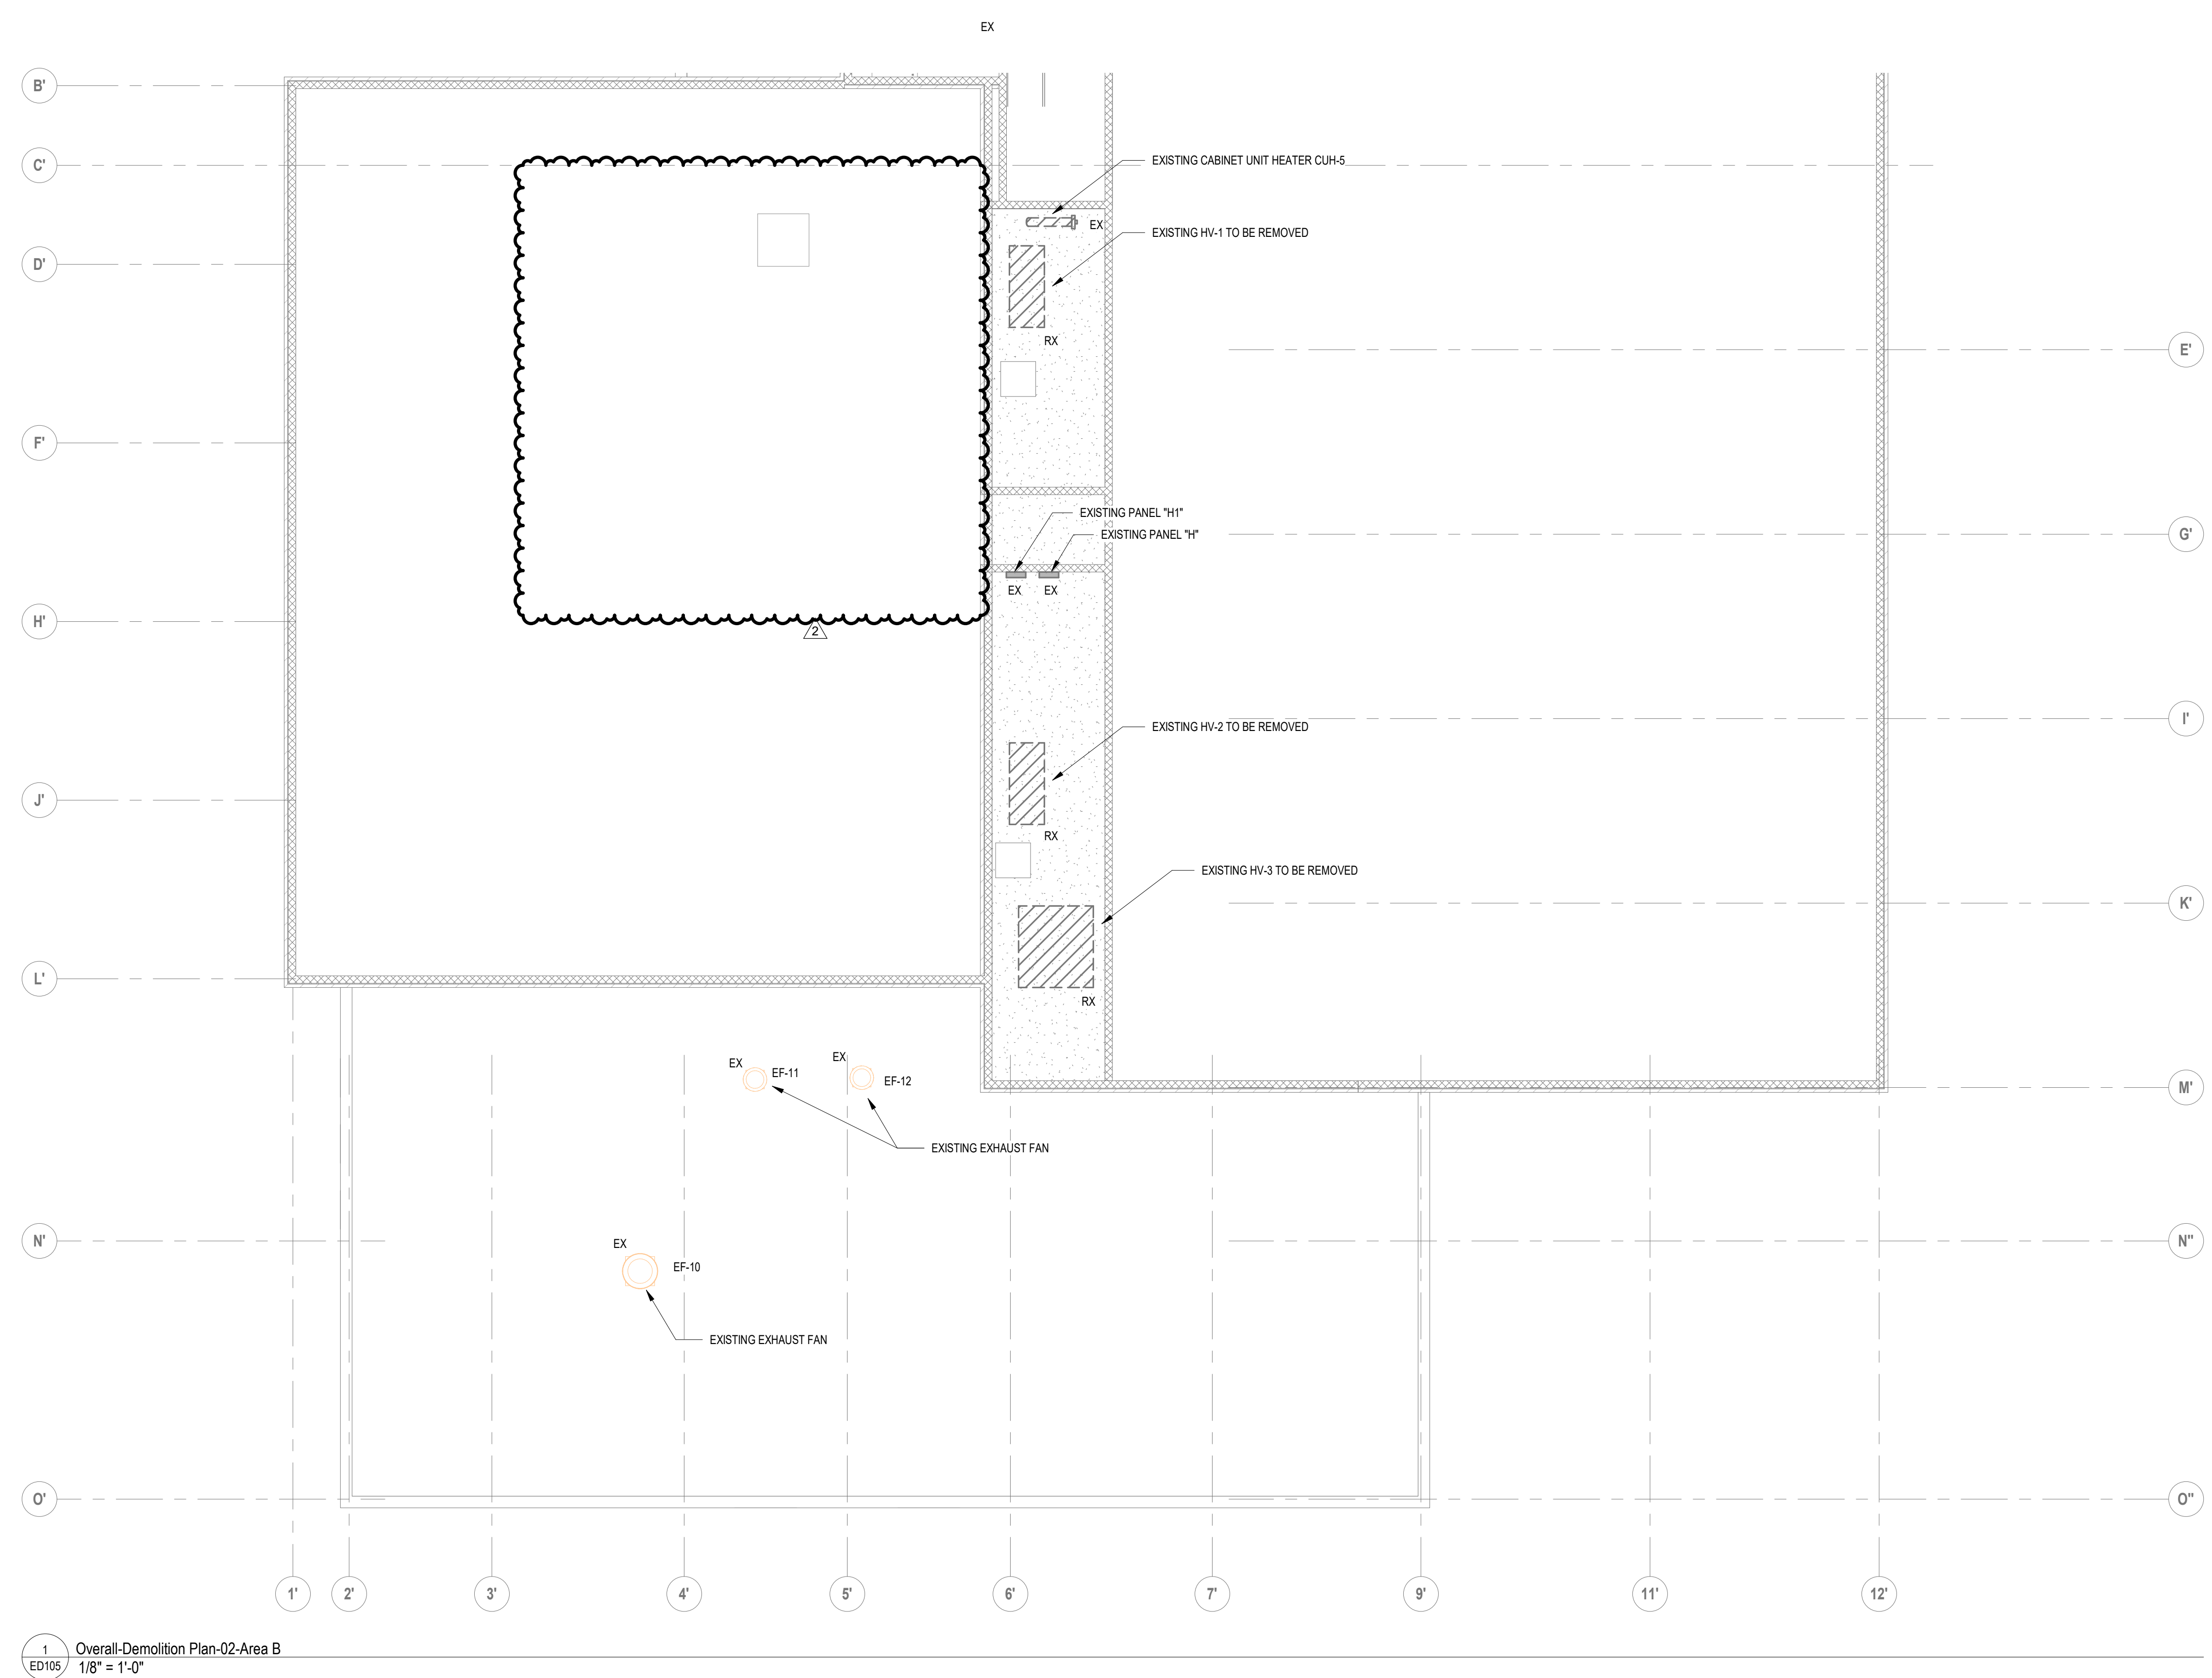 EX
B'
C'
EXISTING CABINET UNIT HEATER CUH-5
EX
EXISTING HV-1 TO BE REMOVED
D'
RX
E'
F'
EXISTING PANEL "H1"
EXISTING PANEL "H"
G'
EX
EX
H'
2
I'
EXISTING HV-2 TO BE REMOVED
J'
RX
EXISTING HV-3 TO BE REMOVED
K'
L'
RX
EX
EF-11
EX
EF-12
M'
EXISTING EXHAUST FAN
N'
EX
N"
EF-10
EXISTING EXHAUST FAN
O'
O"
1'
2'
3'
4'
5'
6'
7'
9'
11'
12'
1
Overall-Demolition Plan-02-Area B
ED105
1/8" = 1'-0"